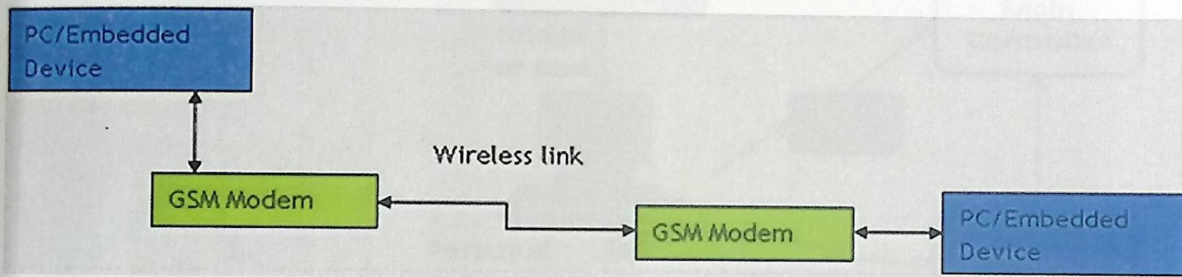 PC/Embedded
Device
Wireless link
GSM Modem
GSM Modem
PC/Embedded
Device